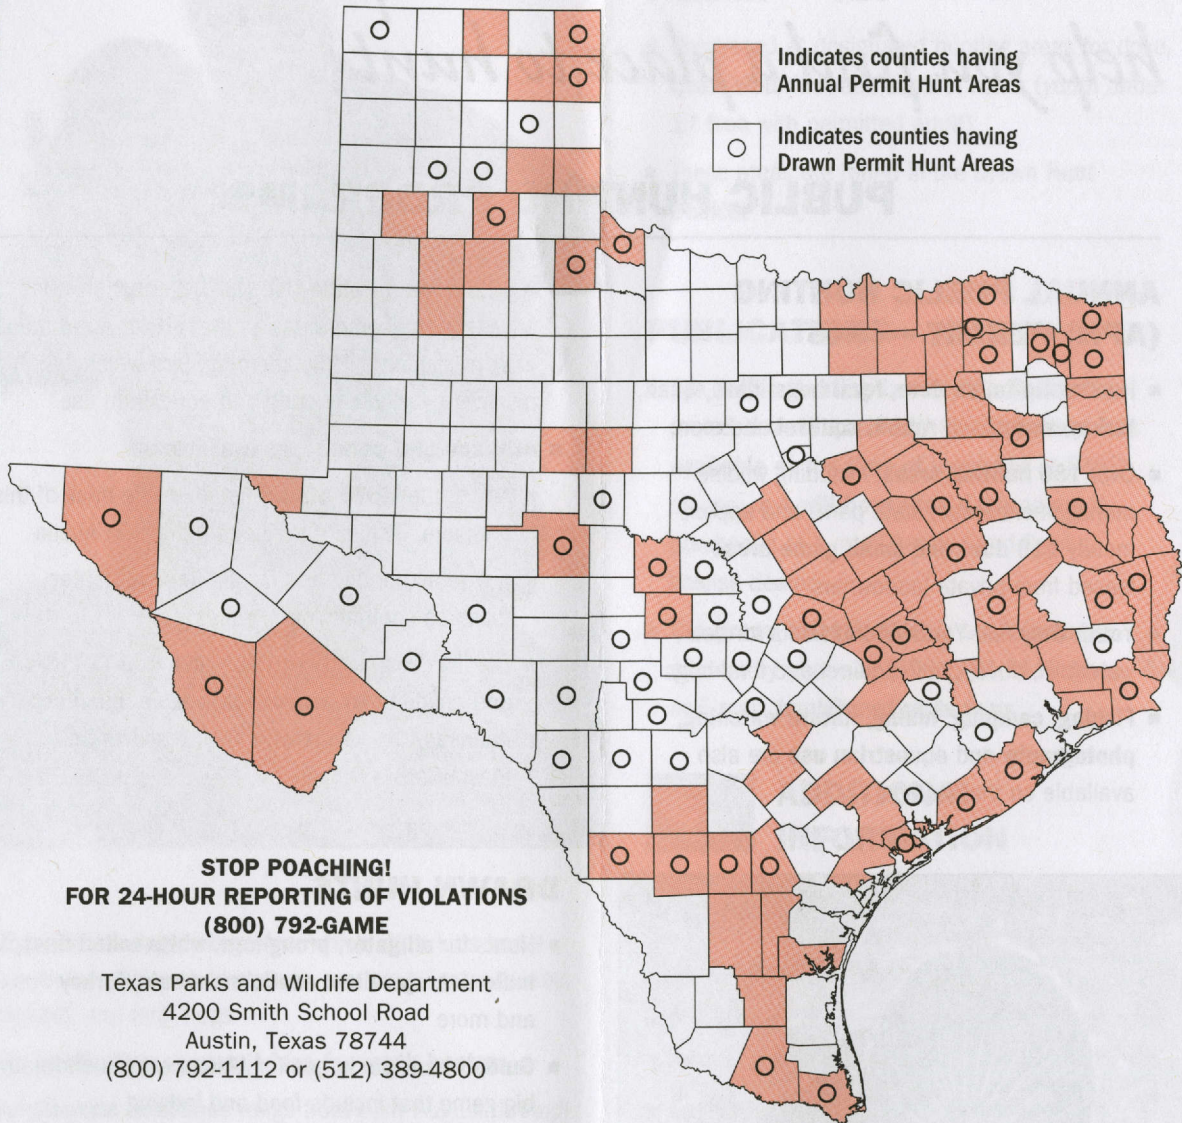 Indicates counties having
Annual Permit Hunt Areas
Indicates counties having
Drawn Permit Hunt Areas
STOP POACHING!
FOR 24-HOUR REPORTING OF VIOLATIONS
(800) 792-GAME
Texas Parks and Wildlife Department
4200 Smith School Road
Austin, Texas 78744
(800) 792-1112 or (512) 389-4800